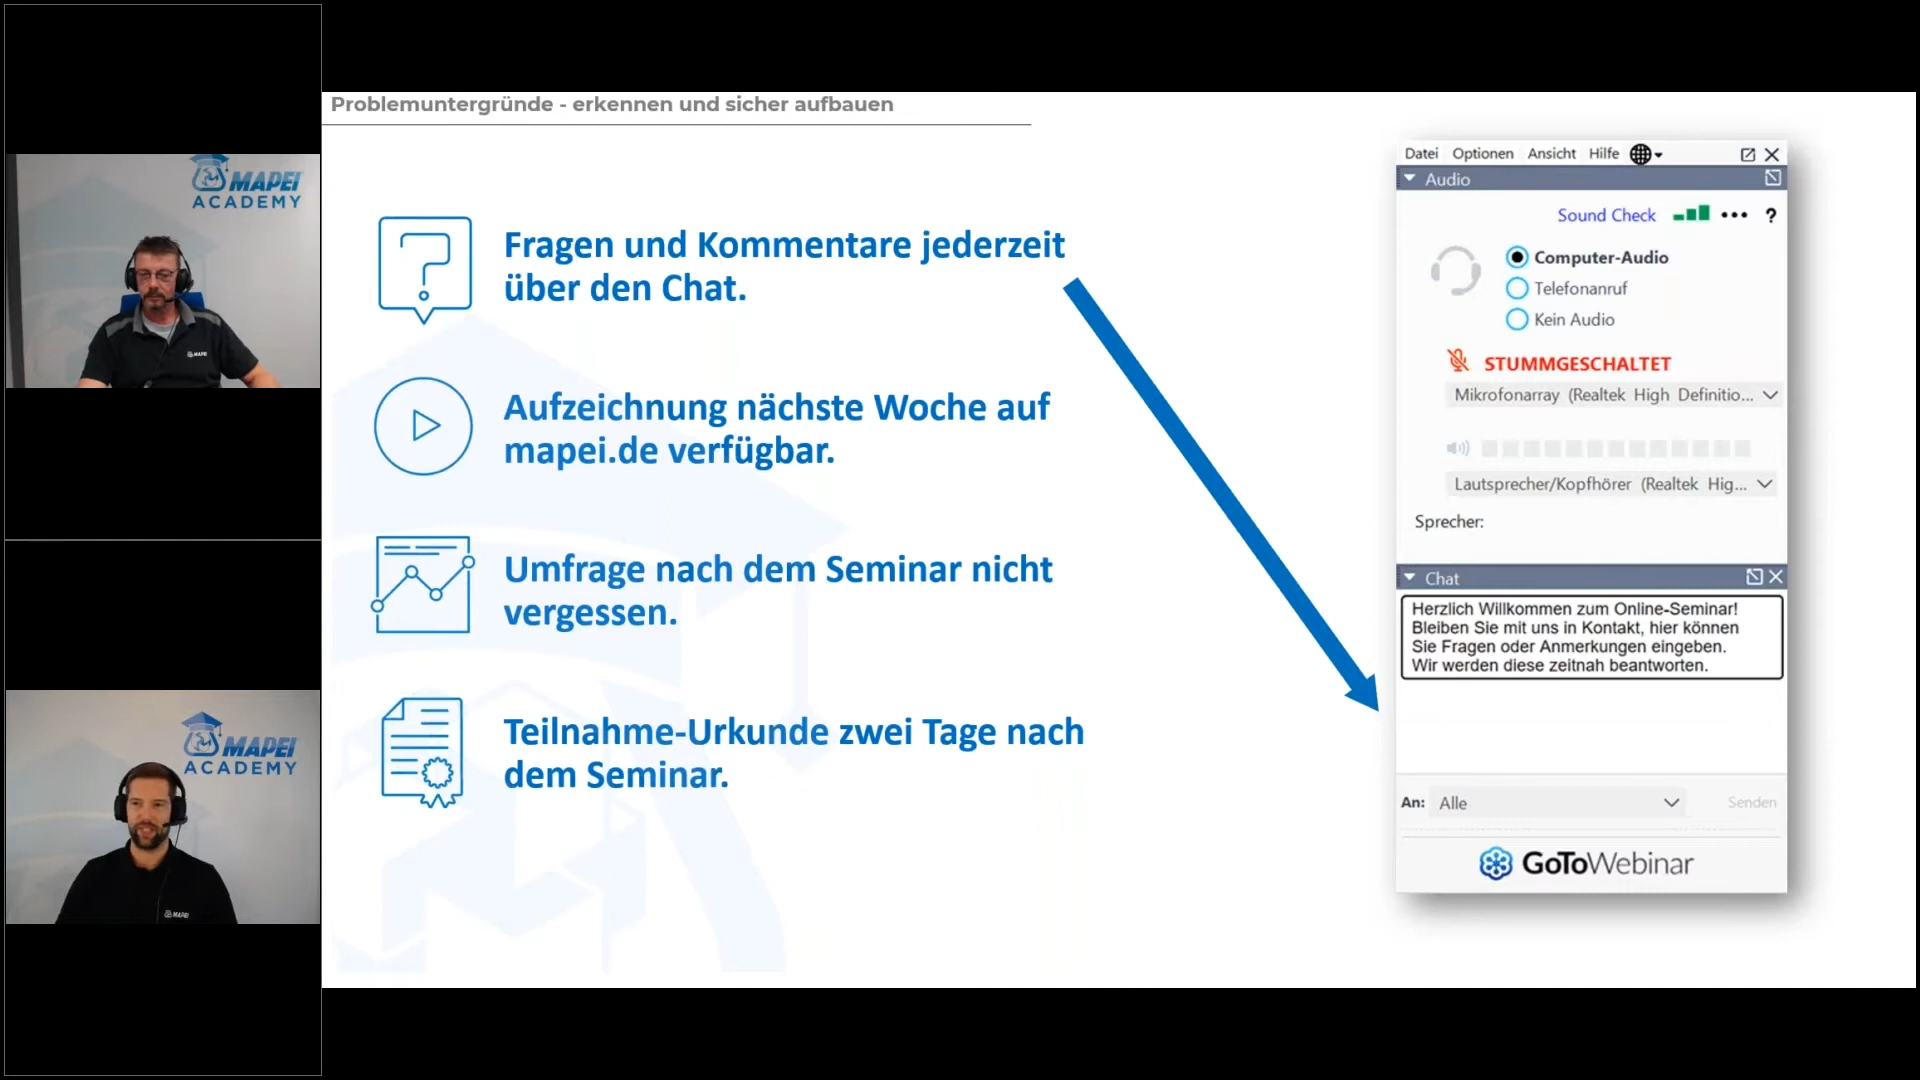 MAPEI
ACADEMY
MAPEI
MAPEI
ACADEMY
MAPEI
Problemuntergründe - erkennen und sicher aufbauen
Fragen und Kommentare jederzeit
über den Chat.
Aufzeichnung nächste Woche auf
mapei.de verfügbar.
Umfrage nach dem Seminar nicht
vergessen.
Teilnahme-Urkunde zwei Tage nach
dem Seminar.
Datei Optionen Ansicht Hilfe
Audio
Sound Check ?
Computer-Audio
Telefonanruf
Kein Audio
STUMMGESCHALTET
Mikrofonarray (Realtek High Definitio...
Lautsprecher/Kopfhörer (Realtek Hig...
Sprecher:
Chat
Herzlich Willkommen zum Online-Seminar!
Bleiben Sie mit uns in Kontakt, hier können
Sie Fragen oder Anmerkungen eingeben.
Wir werden diese zeitnah beantworten.
An: Alle Senden
GoToWebinar